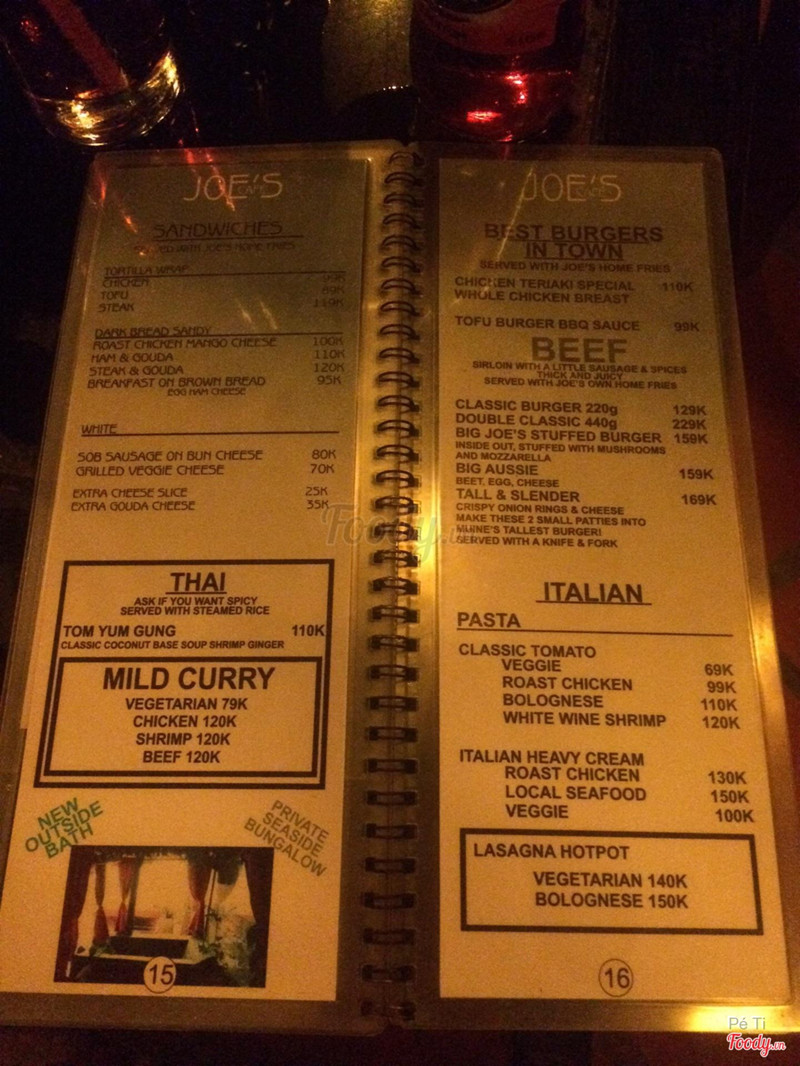 JOE'S
CAFE
SANDWICHES
SERVED WITH JOE'S HOME FRIES
TORTILLA WRAP
CHICKEN 99K
TOFU 89K
STEAK 119K
DARK BREAD SANDY
ROAST CHICKEN MANGO CHEESE 100K
HAM & GOUDA 110K
STEAK & GOUDA 120K
BREAKFAST ON BROWN BREAD 95K
EGG HAM CHEESE
WHITE
SOB SAUSAGE ON BUN CHEESE 80K
GRILLED VEGGIE CHEESE 70K
EXTRA CHEESE SLICE 25K
EXTRA GOUDA CHEESE 35K
THAI
ASK IF YOU WANT SPICY
SERVED WITH STEAMED RICE
TOM YUM GUNG 110K
CLASSIC COCONUT BASE SOUP SHRIMP GINGER
MILD CURRY
VEGETARIAN 79K
CHICKEN 120K
SHRIMP 120K
BEEF 120K
NEW
OUTSIDE
BATH
PRIVATE
SEASIDE
BUNGALOW
15
JOE'S
CAFE
BEST BURGERS
IN TOWN
SERVED WITH JOE'S HOME FRIES
CHICKEN TERIAKI SPECIAL 110K
WHOLE CHICKEN BREAST
TOFU BURGER BBQ SAUCE 99K
BEEF
SIRLOIN WITH A LITTLE SAUSAGE & SPICES
THICK AND JUICY
SERVED WITH JOE'S OWN HOME FRIES
CLASSIC BURGER 220g 129K
DOUBLE CLASSIC 440g 229K
BIG JOE'S STUFFED BURGER 159K
INSIDE OUT, STUFFED WITH MUSHROOMS
AND MOZZARELLA
BIG AUSSIE 159K
BEET, EGG, CHEESE
TALL & SLENDER 169K
CRISPY ONION RINGS & CHEESE
MAKE THESE 2 SMALL PATTIES INTO
MUINE'S TALLEST BURGER!
SERVED WITH A KNIFE & FORK
ITALIAN
PASTA
CLASSIC TOMATO
VEGGIE 69K
ROAST CHICKEN 99K
BOLOGNESE 110K
WHITE WINE SHRIMP 120K
ITALIAN HEAVY CREAM
ROAST CHICKEN 130K
LOCAL SEAFOOD 150K
VEGGIE 100K
LASAGNA HOTPOT
VEGETARIAN 140K
BOLOGNESE 150K
16
Foody.vn
Pé Ti
Foody.vn